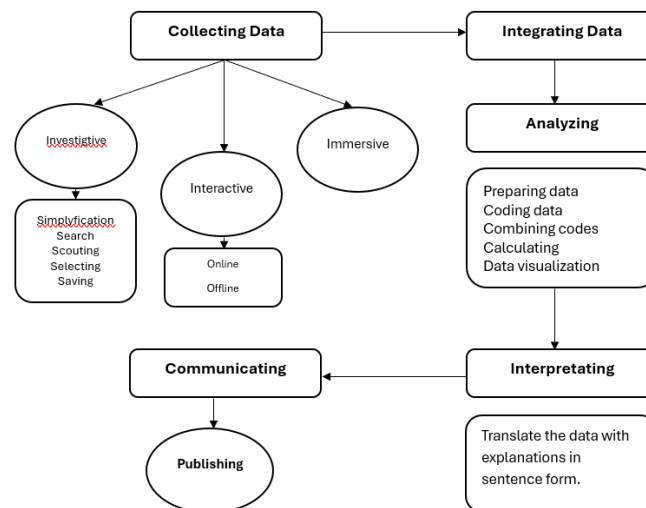 Collecting Data
Integrating Data
Investigtive
Immersive
Analyzing
Interactive
Simplyfication
Search
Scouting
Selecting
Saving
Online
Offline
Preparing data
Coding data
Combining codes
Calculating
Data visualization
Communicating
Interpretating
Publishing
Translate the data with
explanations in
sentence form.